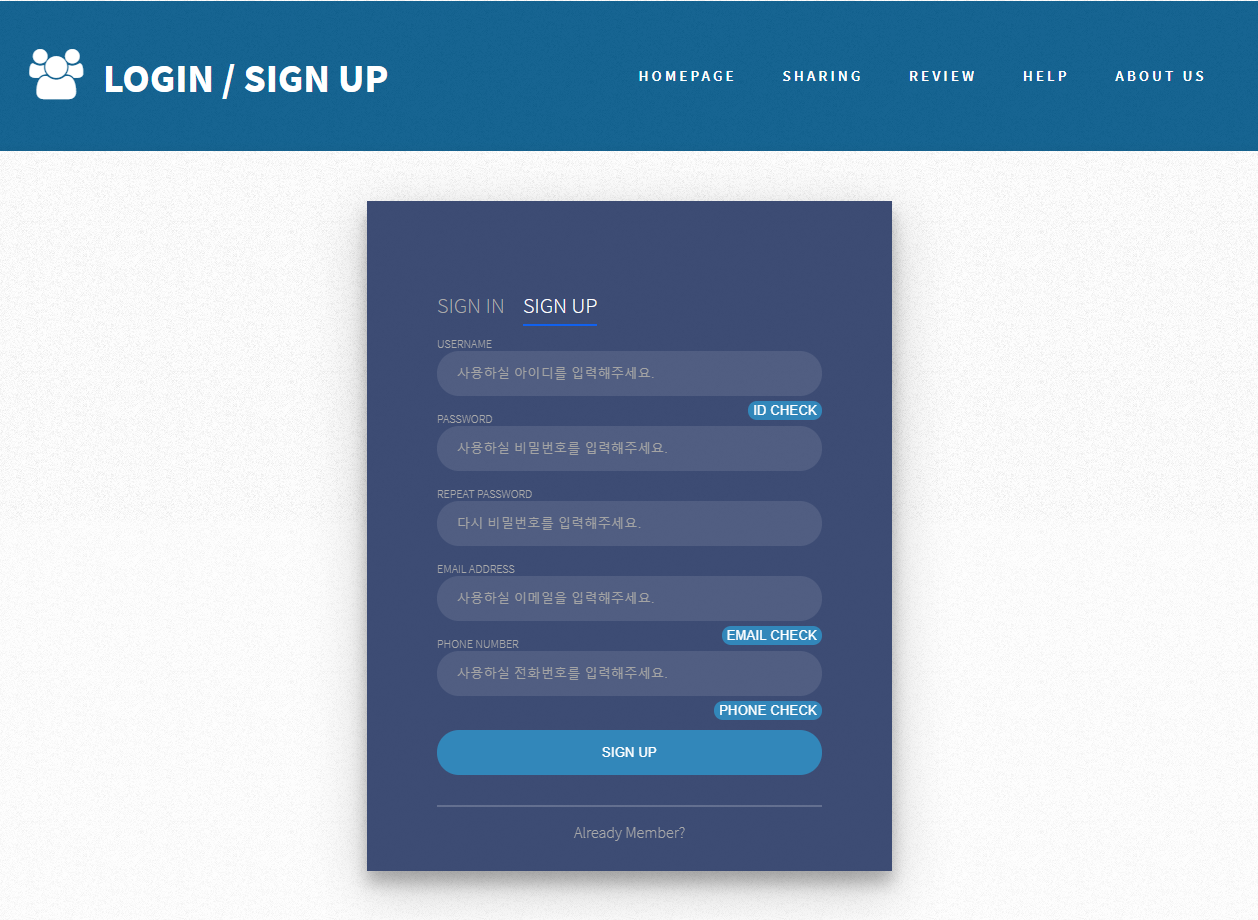 LOGIN / SIGN UP
HOMEPAGE SHARING REVIEW HELP ABOUT US
SIGN IN SIGN UP
USERNAME
사용하실 아이디를 입력해주세요.
ID CHECK
PASSWORD
사용하실 비밀번호를 입력해주세요.
REPEAT PASSWORD
다시 비밀번호를 입력해주세요.
EMAIL ADDRESS
사용하실 이메일을 입력해주세요.
EMAIL CHECK
PHONE NUMBER
사용하실 전화번호를 입력해주세요.
PHONE CHECK
SIGN UP
Already Member?